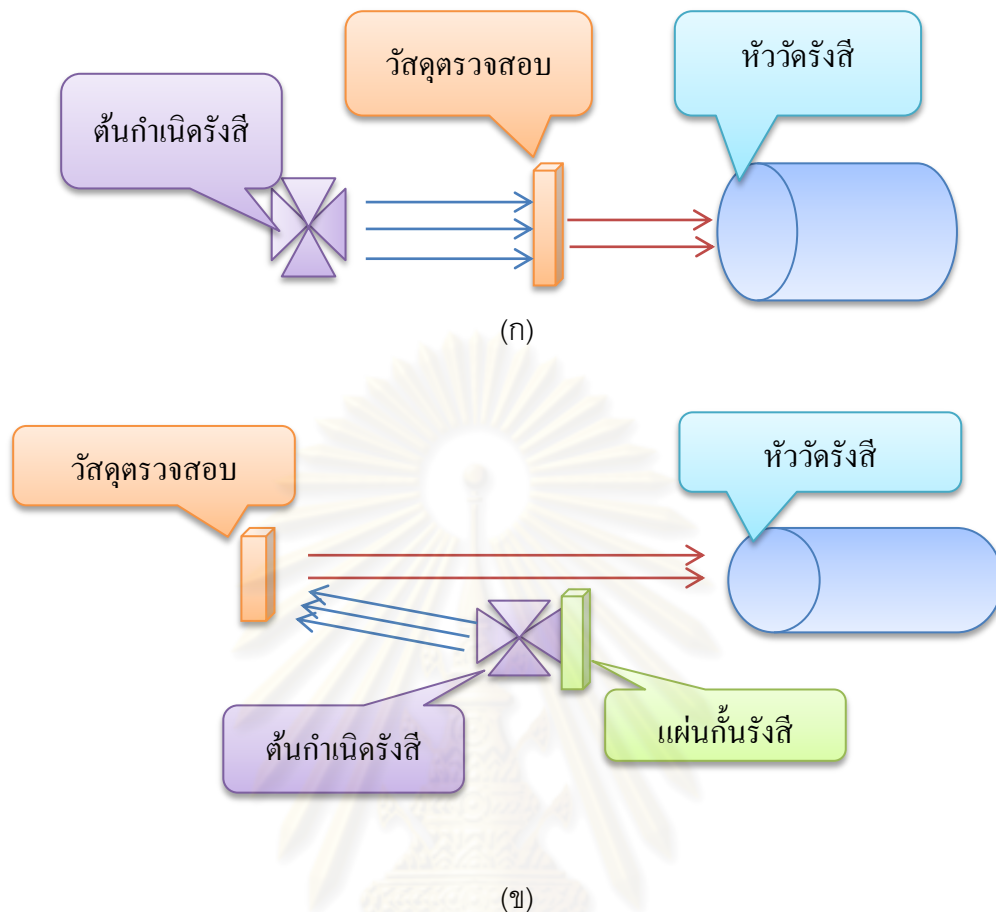 วัสดุตรวจสอบ
หัววัดรังสี
ต้นกำเนิดรังสี
(ก)
วัสดุตรวจสอบ
หัววัดรังสี
แผ่นกั้นรังสี
ต้นกำเนิดรังสี
(ข)